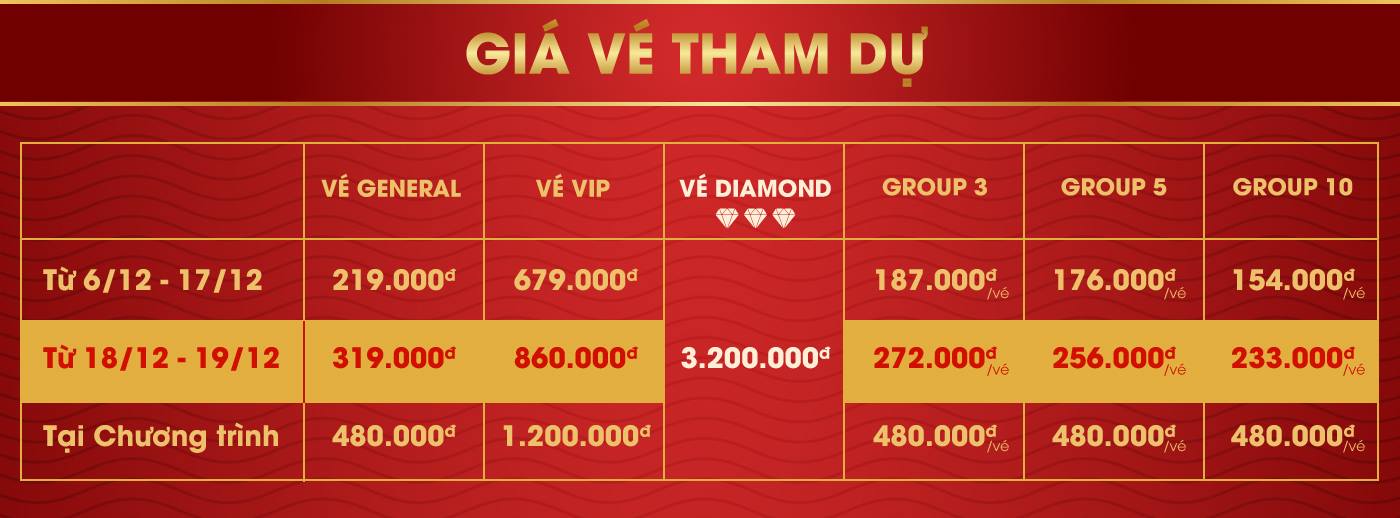 GIÁ VÉ THAM DỰ
VÉ GENERAL VÉ VIP VÉ DIAMOND GROUP 3 GROUP 5 GROUP 10
Từ 6/12 - 17/12 219.000đ 679.000đ 187.000đ/vé 176.000đ/vé 154.000đ/vé
Từ 18/12 - 19/12 319.000đ 860.000đ 3.200.000đ 272.000đ/vé 256.000đ/vé 233.000đ/vé
Tại Chương trình 480.000đ 1.200.000đ 480.000đ/vé 480.000đ/vé 480.000đ/vé